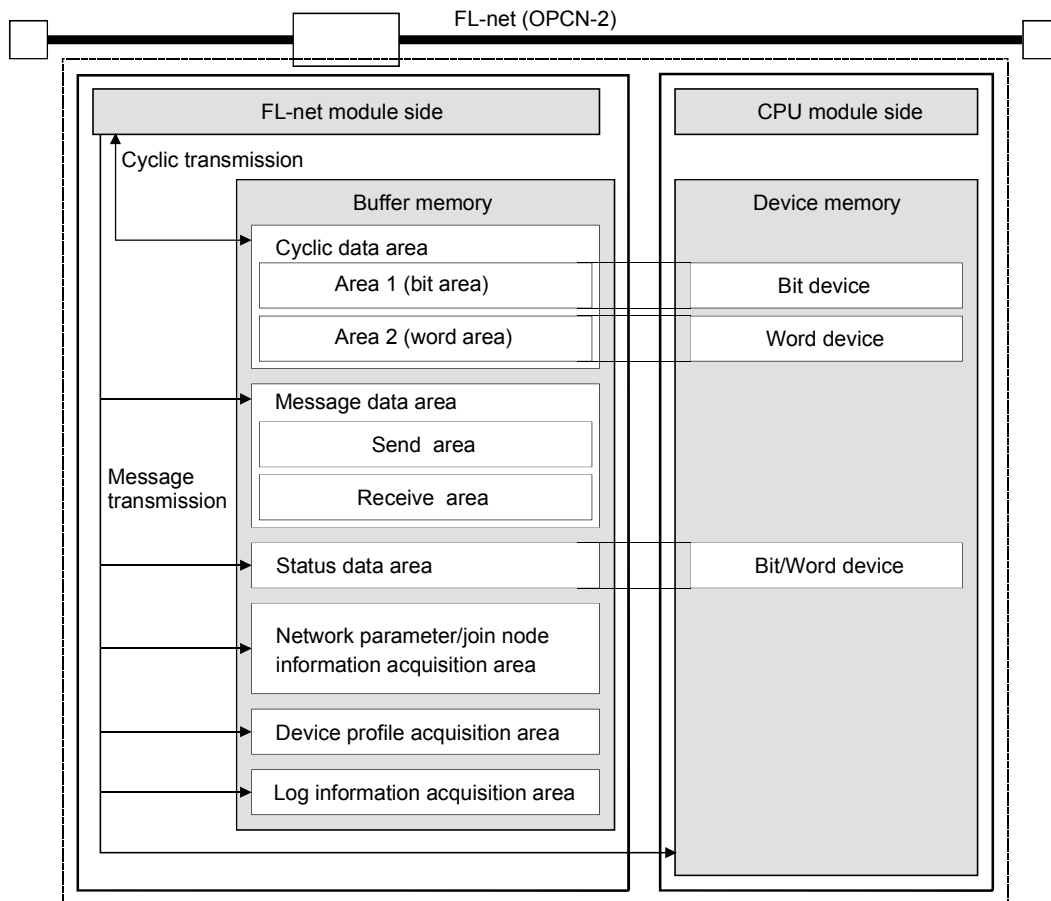 FL-net (OPCN-2)
FL-net module side
CPU module side
Cyclic transmission
Buffer memory
Device memory
Cyclic data area
Area 1 (bit area)
Bit device
Area 2 (word area)
Word device
Message data area
Send area
Message
transmission
Receive area
Status data area
Bit/Word device
Network parameter/join node
information acquisition area
Device profile acquisition area
Log information acquisition area